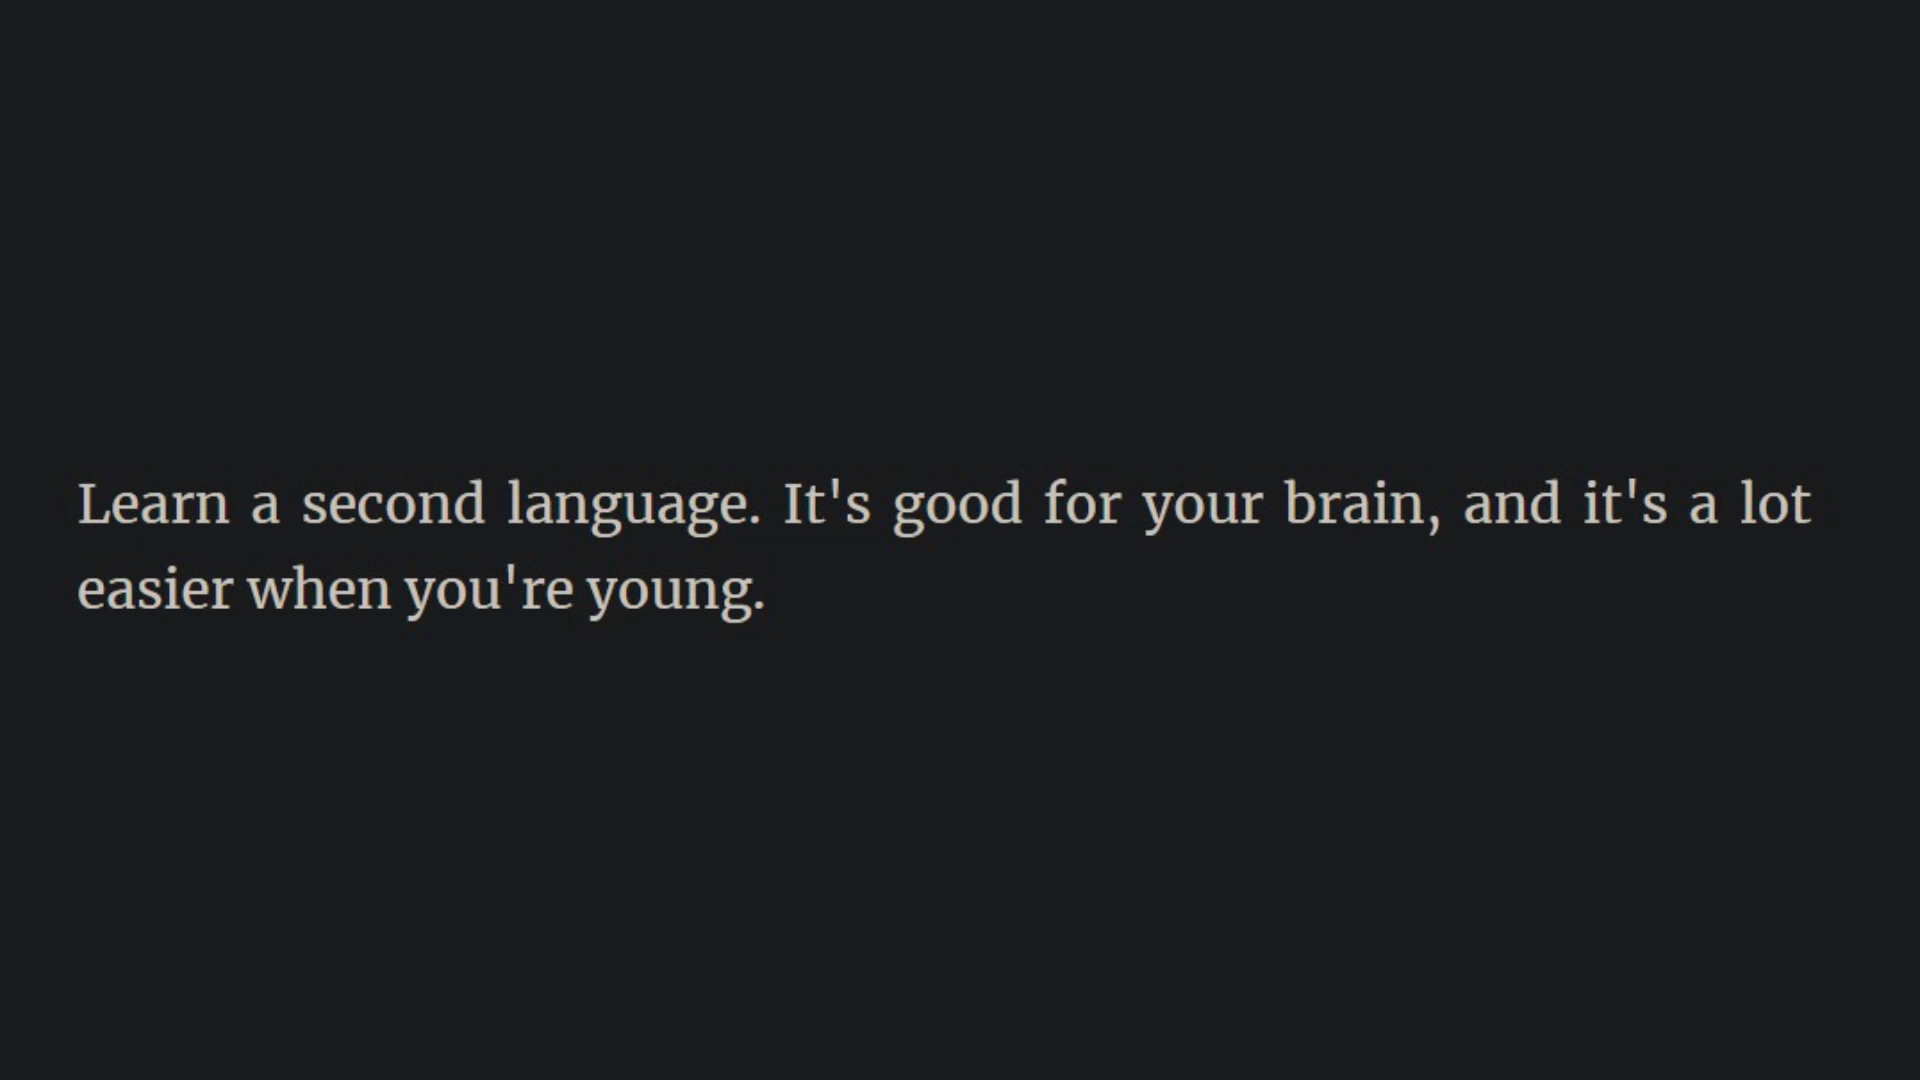 Learn a second language. It's good for your brain, and it's a lot
easier when you're young.